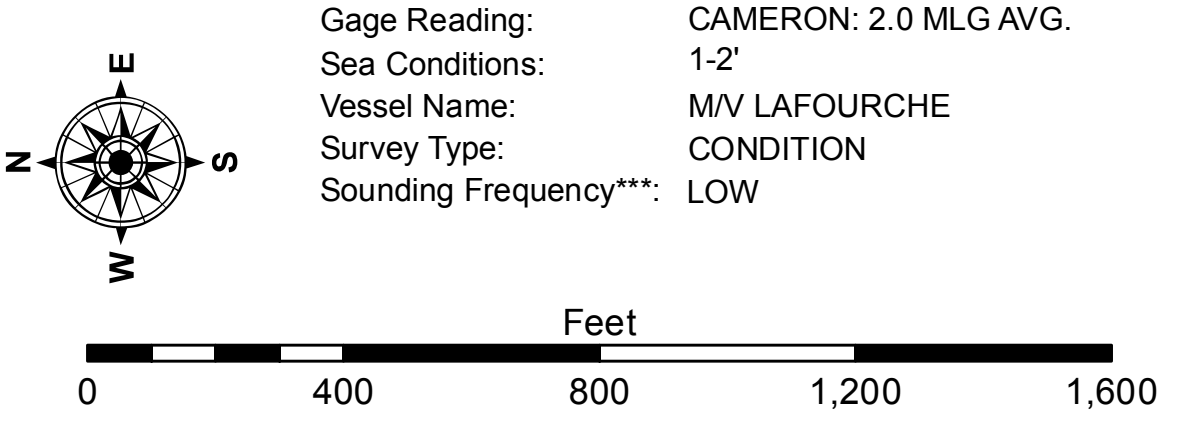 Gage Reading: CAMERON: 2.0 MLG AVG.
Sea Conditions: 1-2'
Vessel Name: M/V LAFOURCHE
Survey Type: CONDITION
Sounding Frequency***: LOW
E
N S
W
Feet
0 400 800 1,200 1,600